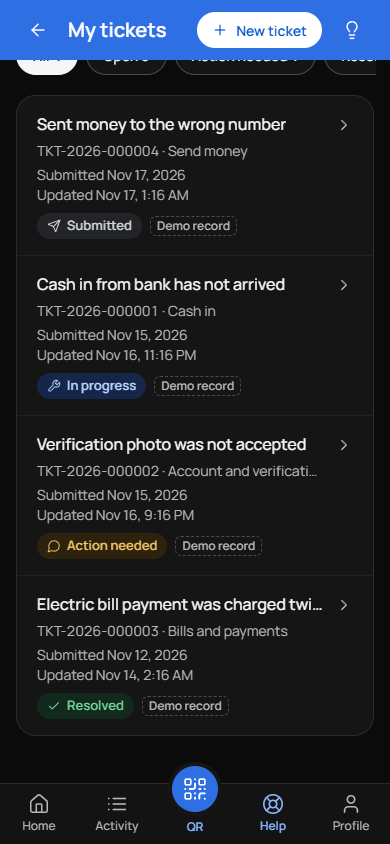 My tickets
New ticket
Sent money to the wrong number
TKT-2026-000004 · Send money
Submitted Nov 17, 2026
Updated Nov 17, 1:16 AM
Submitted
Demo record
Cash in from bank has not arrived
TKT-2026-000001 · Cash in
Submitted Nov 15, 2026
Updated Nov 16, 11:16 PM
In progress
Demo record
Verification photo was not accepted
TKT-2026-000002 · Account and verificati...
Submitted Nov 15, 2026
Updated Nov 16, 9:16 PM
Action needed
Demo record
Electric bill payment was charged twi...
TKT-2026-000003 · Bills and payments
Submitted Nov 12, 2026
Updated Nov 14, 2:16 AM
Resolved
Demo record
Home
Activity
QR
Help
Profile